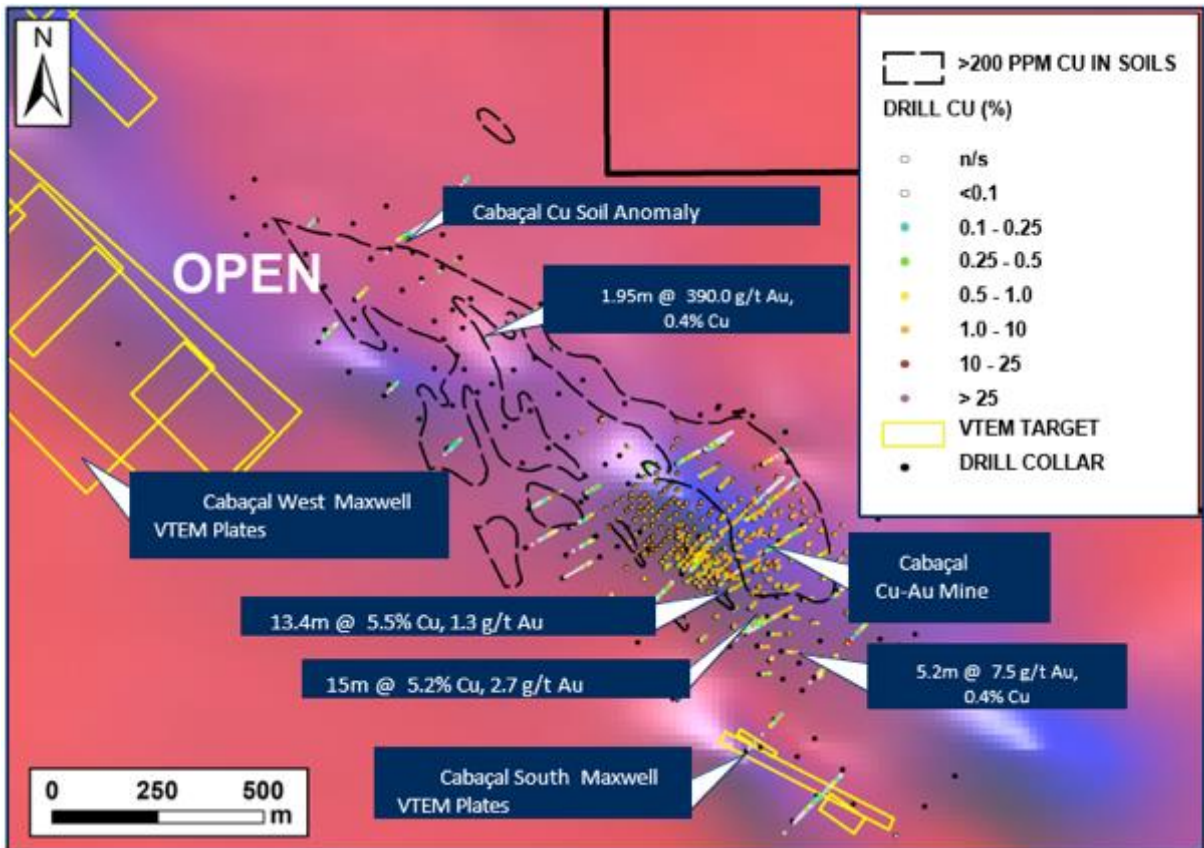 N
>200 PPM CU IN SOILS
DRILL CU (%)
n/s
<0.1
0.1 - 0.25
0.25 - 0.5
0.5 - 1.0
1.0 - 10
10 - 25
> 25
VTEM TARGET
DRILL COLLAR
Cabaçal Cu Soil Anomaly
OPEN
1.95m @ 390.0 g/t Au,
0.4% Cu
Cabaçal West Maxwell
VTEM Plates
Cabaçal
Cu-Au Mine
13.4m @ 5.5% Cu, 1.3 g/t Au
15m @ 5.2% Cu, 2.7 g/t Au
5.2m @ 7.5 g/t Au,
0.4% Cu
Cabaçal South Maxwell
VTEM Plates
0 250 500
m